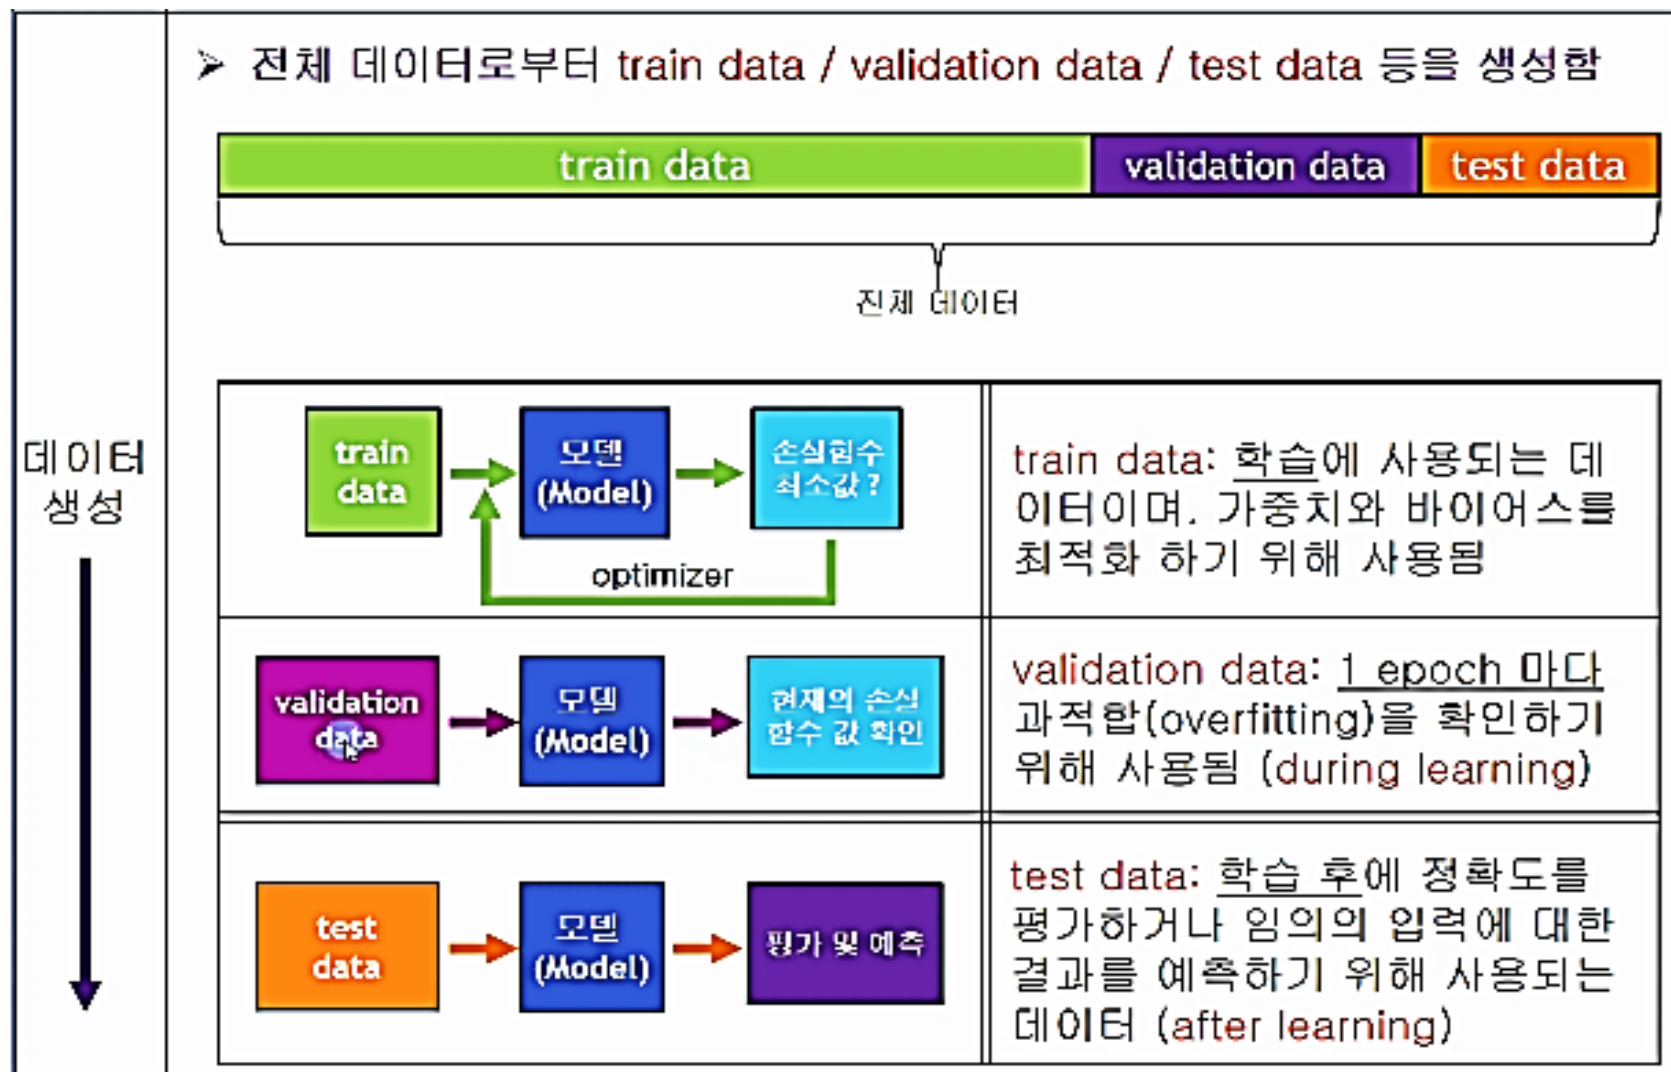 ➤ 전체 데이터로부터 train data / validation data / test data 등을 생성함
train data
validation data
test data
전체 데이터
데이터
생성
train
data
모델
(Model)
손실함수
최소값 ?
optimizer
train data: 학습에 사용되는 데
이터이며, 가중치와 바이어스를
최적화 하기 위해 사용됨
validation
data
모델
(Model)
현재의 손실
함수 값 확인
validation data: 1 epoch 마다
과적합(overfitting)을 확인하기
위해 사용됨 (during learning)
test
data
모델
(Model)
평가 및 예측
test data: 학습 후에 정확도를
평가하거나 임의의 입력에 대한
결과를 예측하기 위해 사용되는
데이터 (after learning)